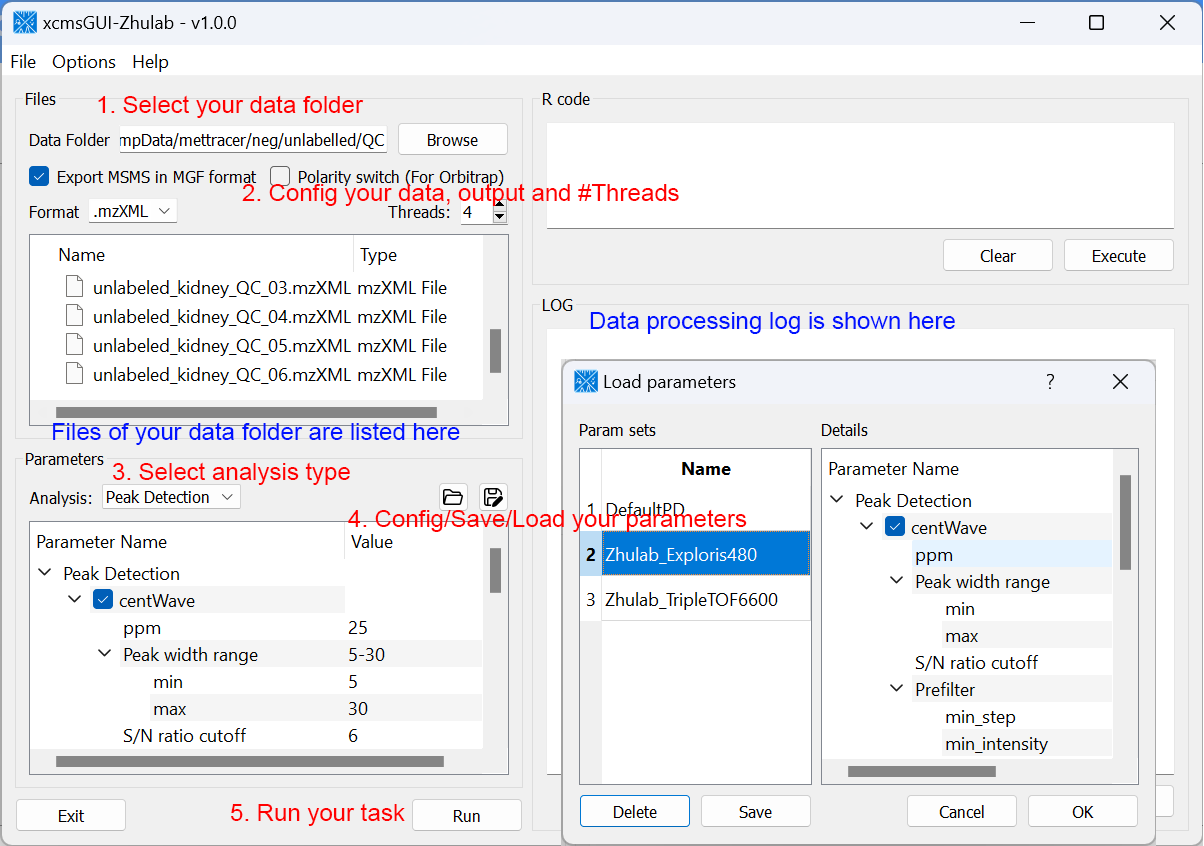 xcmsGUI-Zhulab - v1.0.0
File Options Help
Files
1. Select your data folder
Data Folder mpData/mettracer/neg/unlabelled/QC Browse
Export MSMS in MGF format Polarity switch (For Orbitrap)
2. Config your data, output and #Threads
Format .mzXML Threads: 4
Name Type
unlabeled_kidney_QC_03.mzXML mzXML File
unlabeled_kidney_QC_04.mzXML mzXML File
unlabeled_kidney_QC_05.mzXML mzXML File
unlabeled_kidney_QC_06.mzXML mzXML File
Files of your data folder are listed here
Parameters
3. Select analysis type
Analysis: Peak Detection
4. Config/Save/Load your parameters
Parameter Name Value
Peak Detection
centWave
ppm 25
Peak width range 5-30
min 5
max 30
S/N ratio cutoff 6
Exit
5. Run your task
Run
R code
Clear Execute
LOG
Data processing log is shown here
Load parameters ?
Param sets
Name
1 DefaultPD
2 Zhulab_Exploris480
3 Zhulab_TripleTOF6600
Details
Parameter Name
Peak Detection
centWave
ppm
Peak width range
min
max
S/N ratio cutoff
Prefilter
min_step
min_intensity
Delete Save Cancel OK